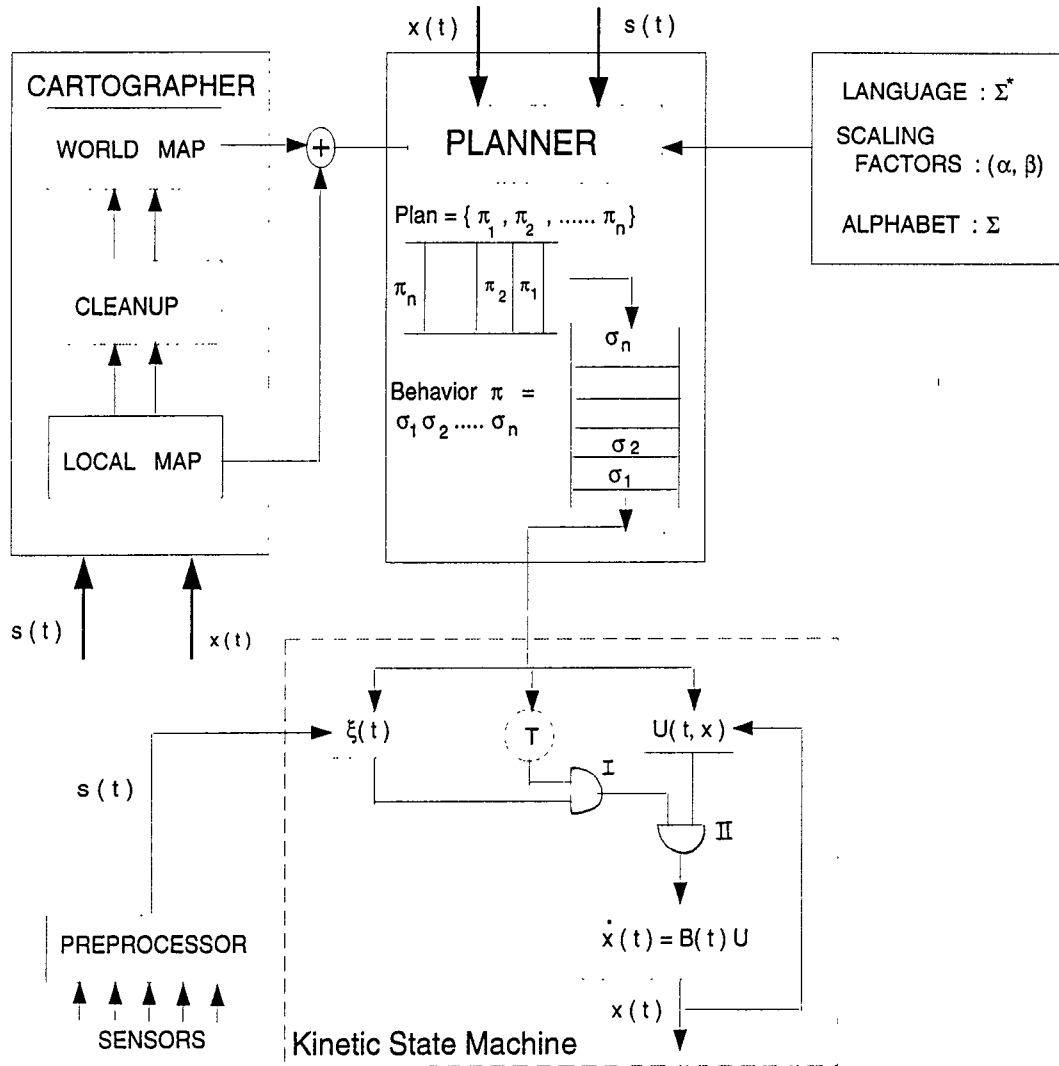 x(t)
s(t)
CARTOGRAPHER
WORLD MAP
CLEANUP
LOCAL MAP
s(t)
x(t)
+
PLANNER
Plan = { π1 , π2 , ...... πn}
πn π2 π1
σn
Behavior π =
σ1 σ2 ..... σn
σ2
σ1
LANGUAGE : Σ*
SCALING
FACTORS : (α, β)
ALPHABET : Σ
ξ(t)
T
U(t, x)
I
II
s(t)
PREPROCESSOR
SENSORS
ẋ(t) = B(t) U
x(t)
Kinetic State Machine